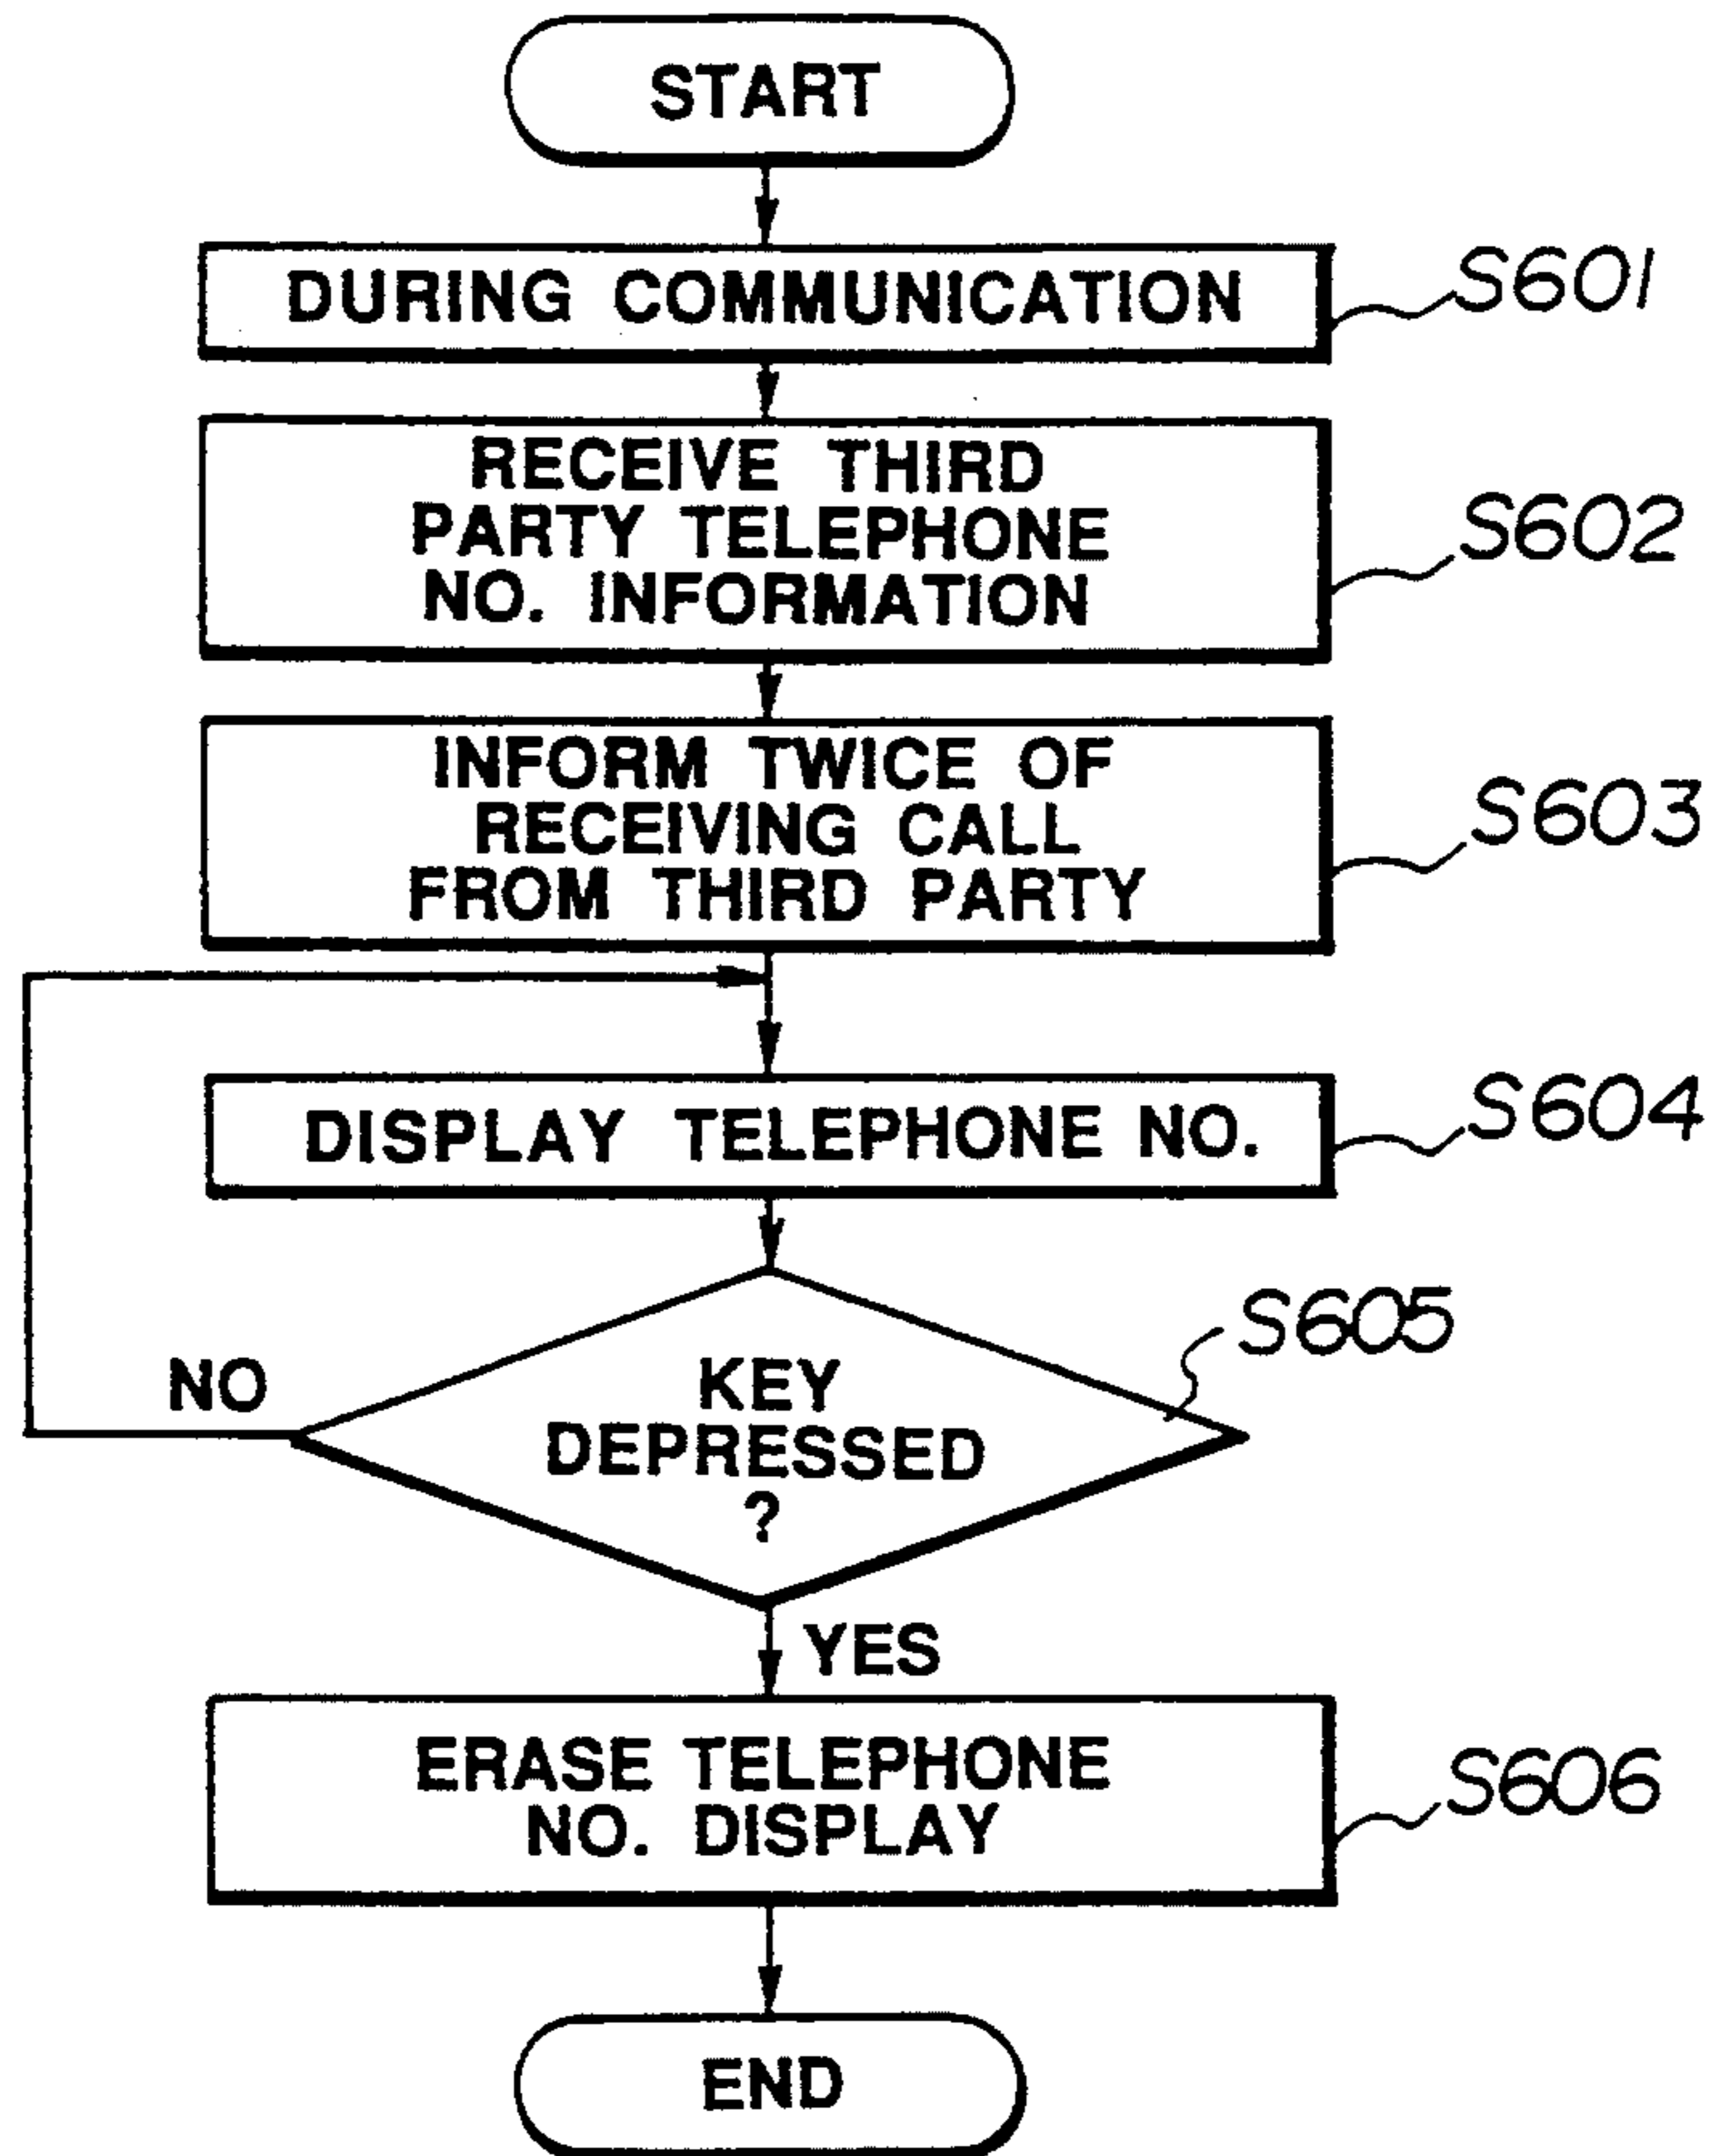 START
DURING COMMUNICATION
S601
RECEIVE THIRD
PARTY TELEPHONE
NO. INFORMATION
S602
INFORM TWICE OF
RECEIVING CALL
FROM THIRD PARTY
S603
DISPLAY TELEPHONE NO.
S604
KEY
DEPRESSED
?
S605
NO
YES
ERASE TELEPHONE
NO. DISPLAY
S606
END